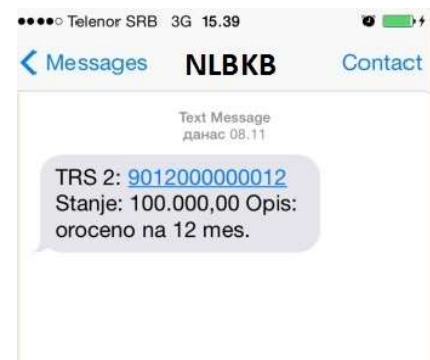 Telenor SRB 3G 15.39
Messages NLBKB Contact
Text Message
данас 08.11
TRS 2: 9012000000012
Stanje: 100.000,00 Opis:
oroceno na 12 mes.